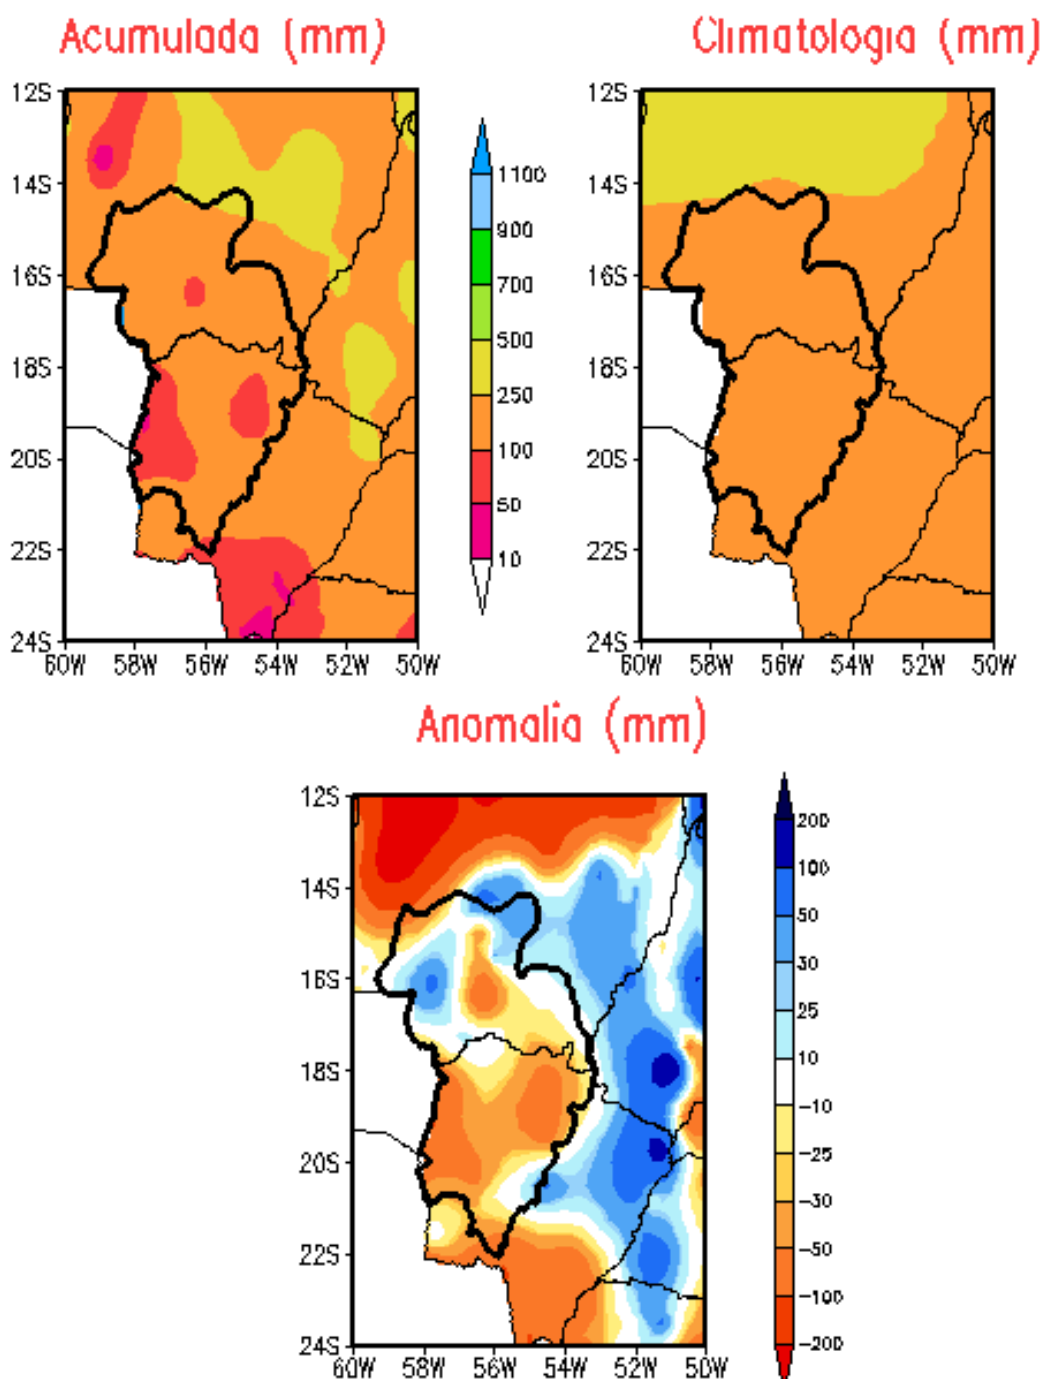 Acumulada (mm)
Climatologia (mm)
12S
14S
16S
18S
20S
22S
24S
60W 58W 56W 54W 52W 50W
1100
900
700
500
250
100
50
10
12S
14S
16S
18S
20S
22S
24S
60W 58W 56W 54W 52W 50W
Anomalia (mm)
12S
14S
16S
18S
20S
22S
24S
60W 58W 56W 54W 52W 50W
200
100
50
30
25
10
-10
-25
-30
-50
-100
-200